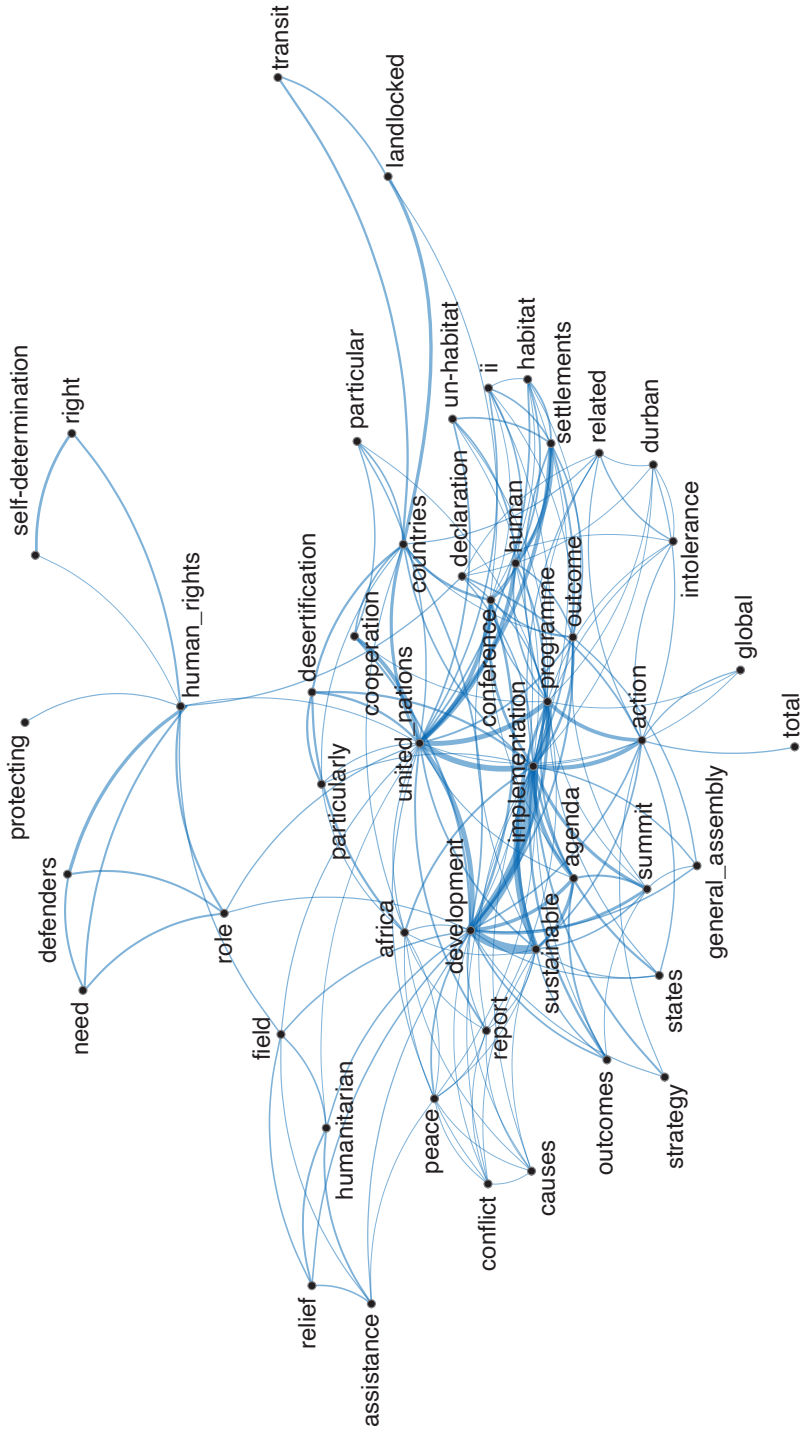 transit
landlocked
self-determination
right
particular
un-habitat
ii
habitat
settlements
related
durban
human_rights
desertification
cooperation
countries
declaration
human
conference
outcome
programme
intolerance
protecting
particularly
united_nations
implementation
action
global
total
defenders
need
role
africa
development
agenda
sustainable
summit
general_assembly
field
humanitarian
report
peace
states
outcomes
strategy
conflict
causes
relief
assistance